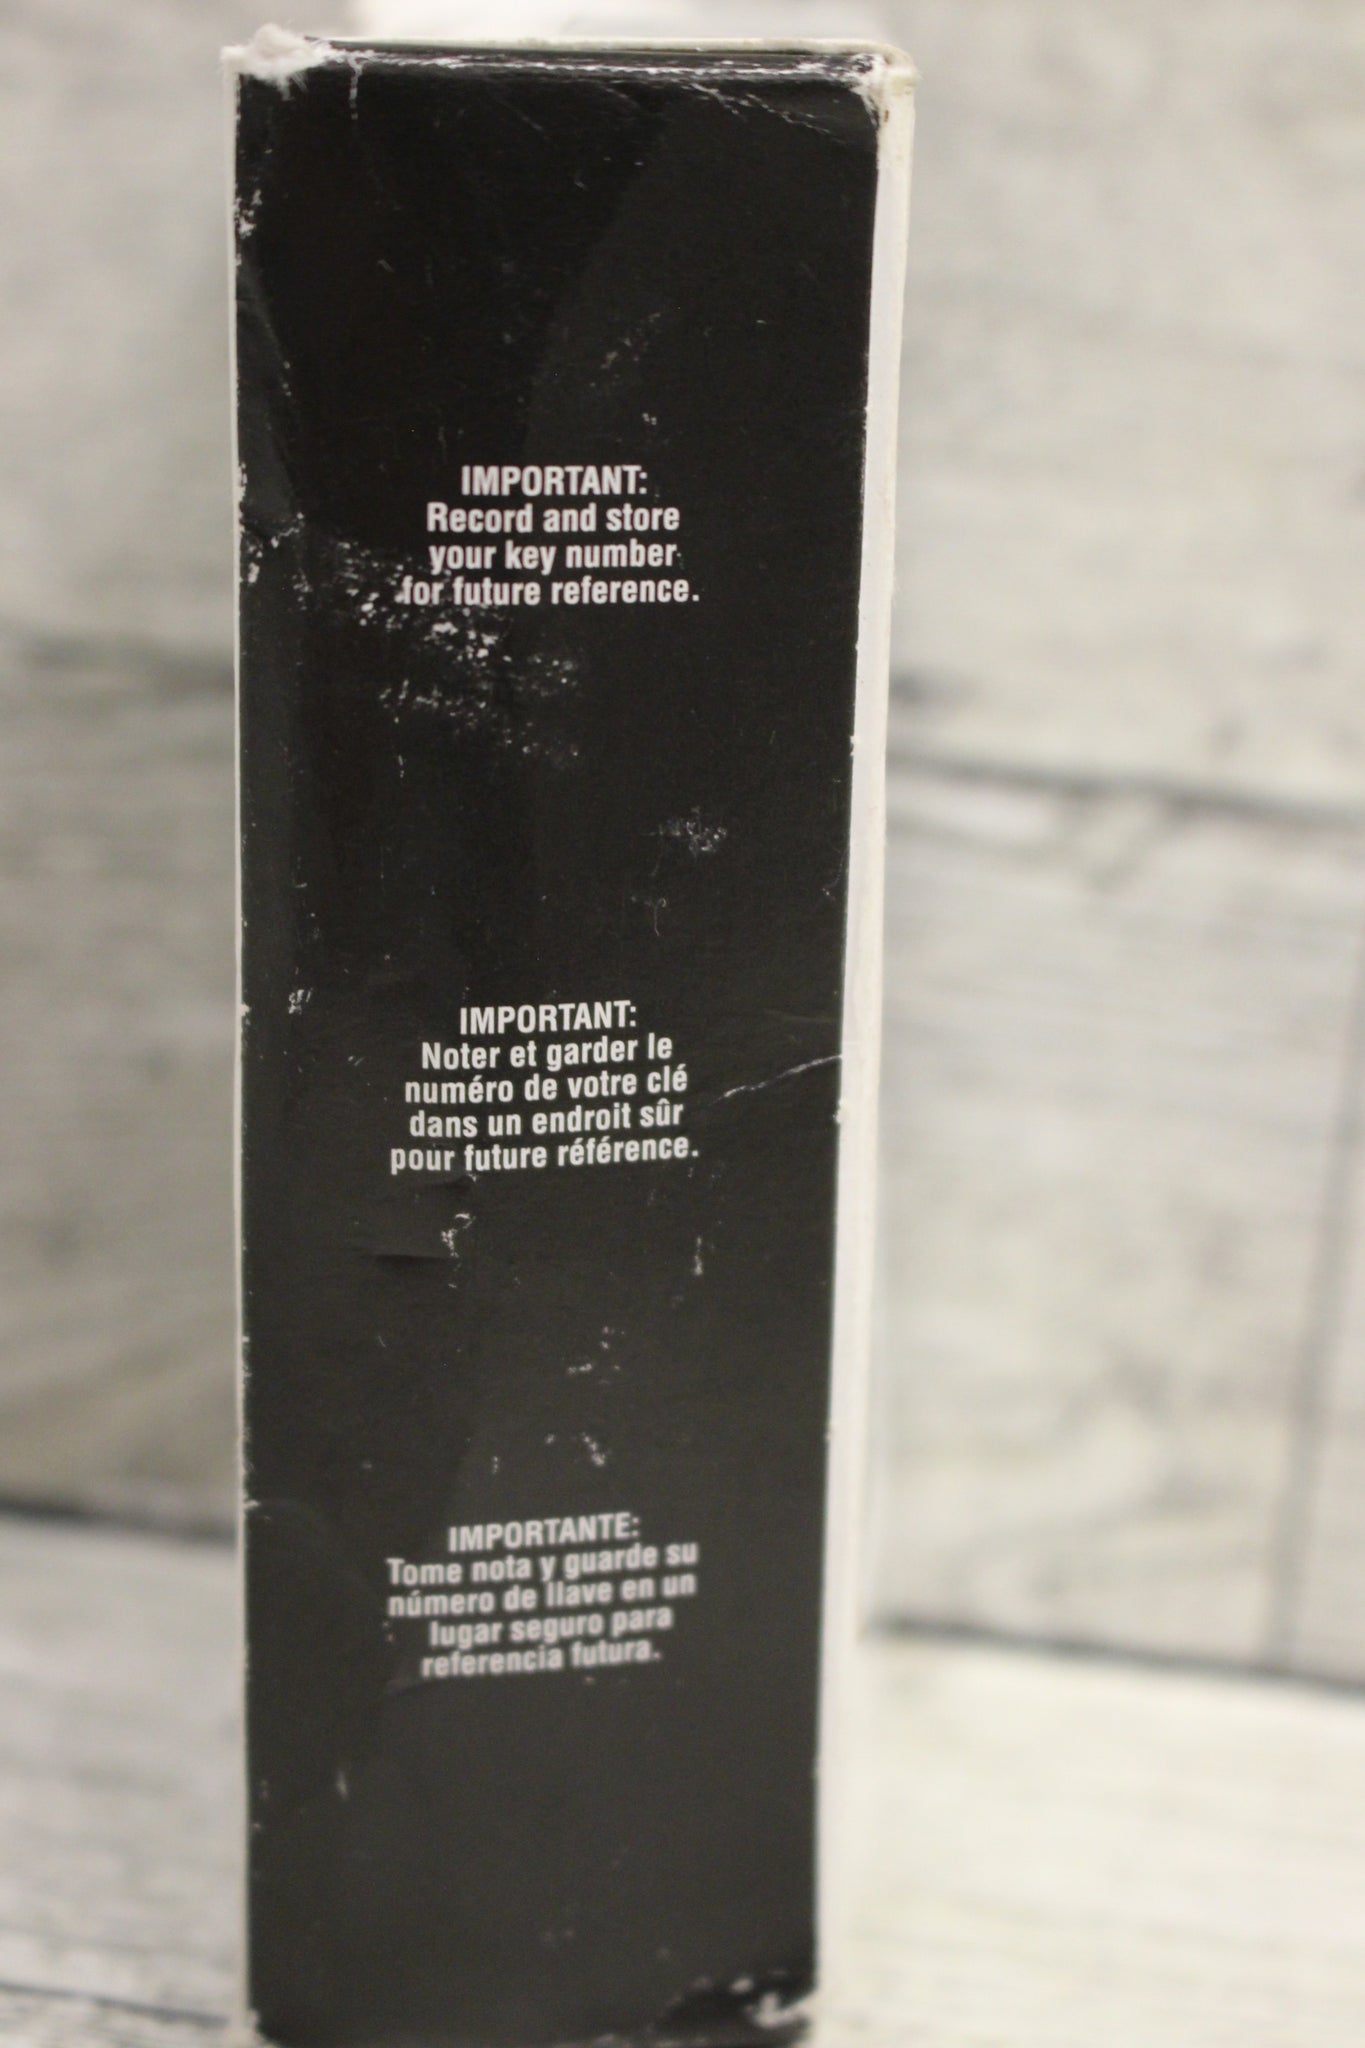 IMPORTANT:
Record and store
your key number
for future reference.
IMPORTANT:
Noter et garder le
numéro de votre clé
dans un endroit sûr
pour future référence.
IMPORTANTE:
Tome nota y guarde su
número de llave en un
lugar seguro para
referencia futura.